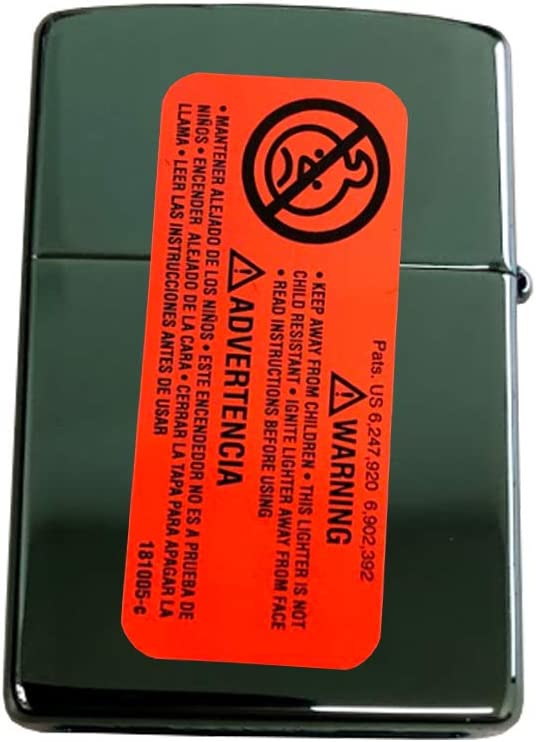 Pats. US 6,247,920 6,902,392
⚠WARNING
• KEEP AWAY FROM CHILDREN • THIS LIGHTER IS NOT
CHILD RESISTANT • IGNITE LIGHTER AWAY FROM FACE
• READ INSTRUCTIONS BEFORE USING
⚠ADVERTENCIA
• MANTENER ALEJADO DE LOS NIÑOS • ESTE ENCENDEDOR NO ES A PRUEBA DE
NIÑOS • ENCENDER ALEJADO DE LA CARA • CERRAR LA TAPA PARA APAGAR LA
LLAMA • LEER LAS INSTRUCCIONES ANTES DE USAR
181005-c